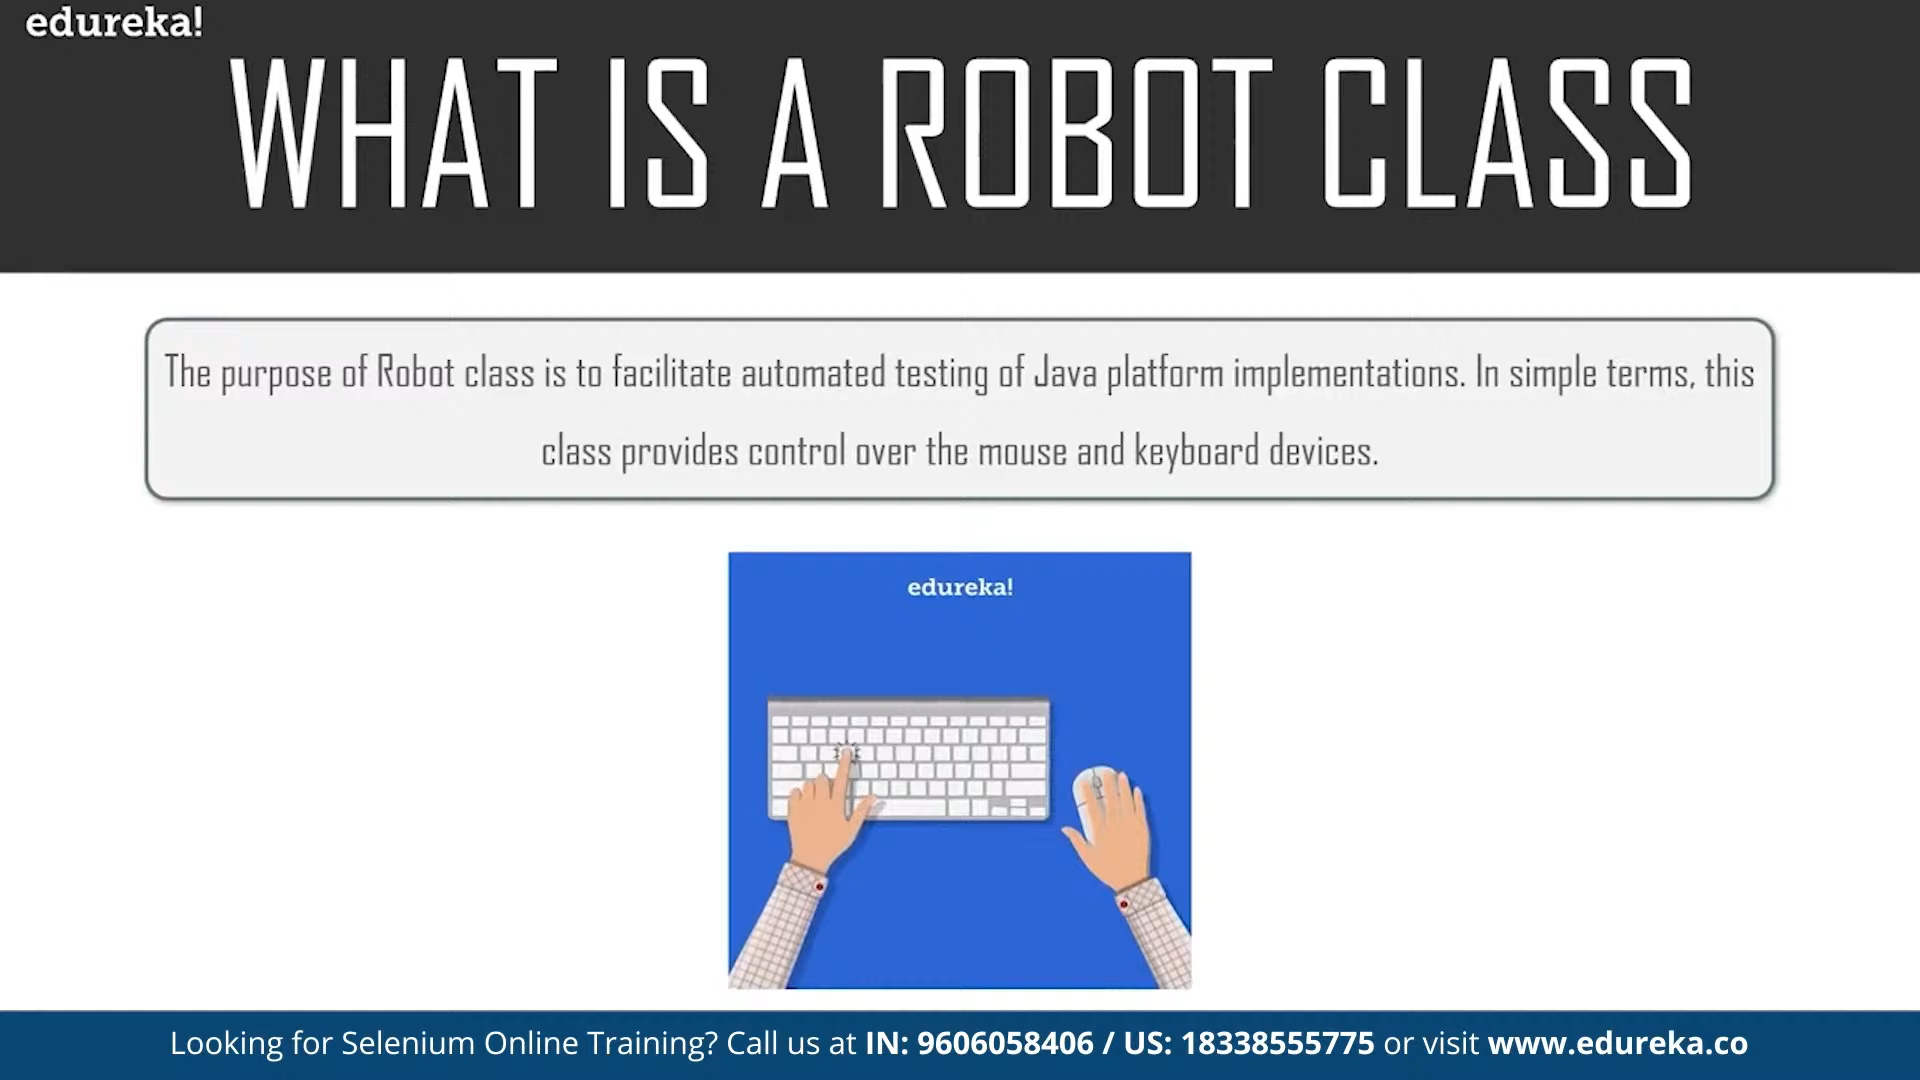 edureka!
WHAT IS A ROBOT CLASS
The purpose of Robot class is to facilitate automated testing of Java platform implementations. In simple terms, this
class provides control over the mouse and keyboard devices.
edureka!
Looking for Selenium Online Training? Call us at IN: 9606058406 / US: 18338555775 or visit www.edureka.co